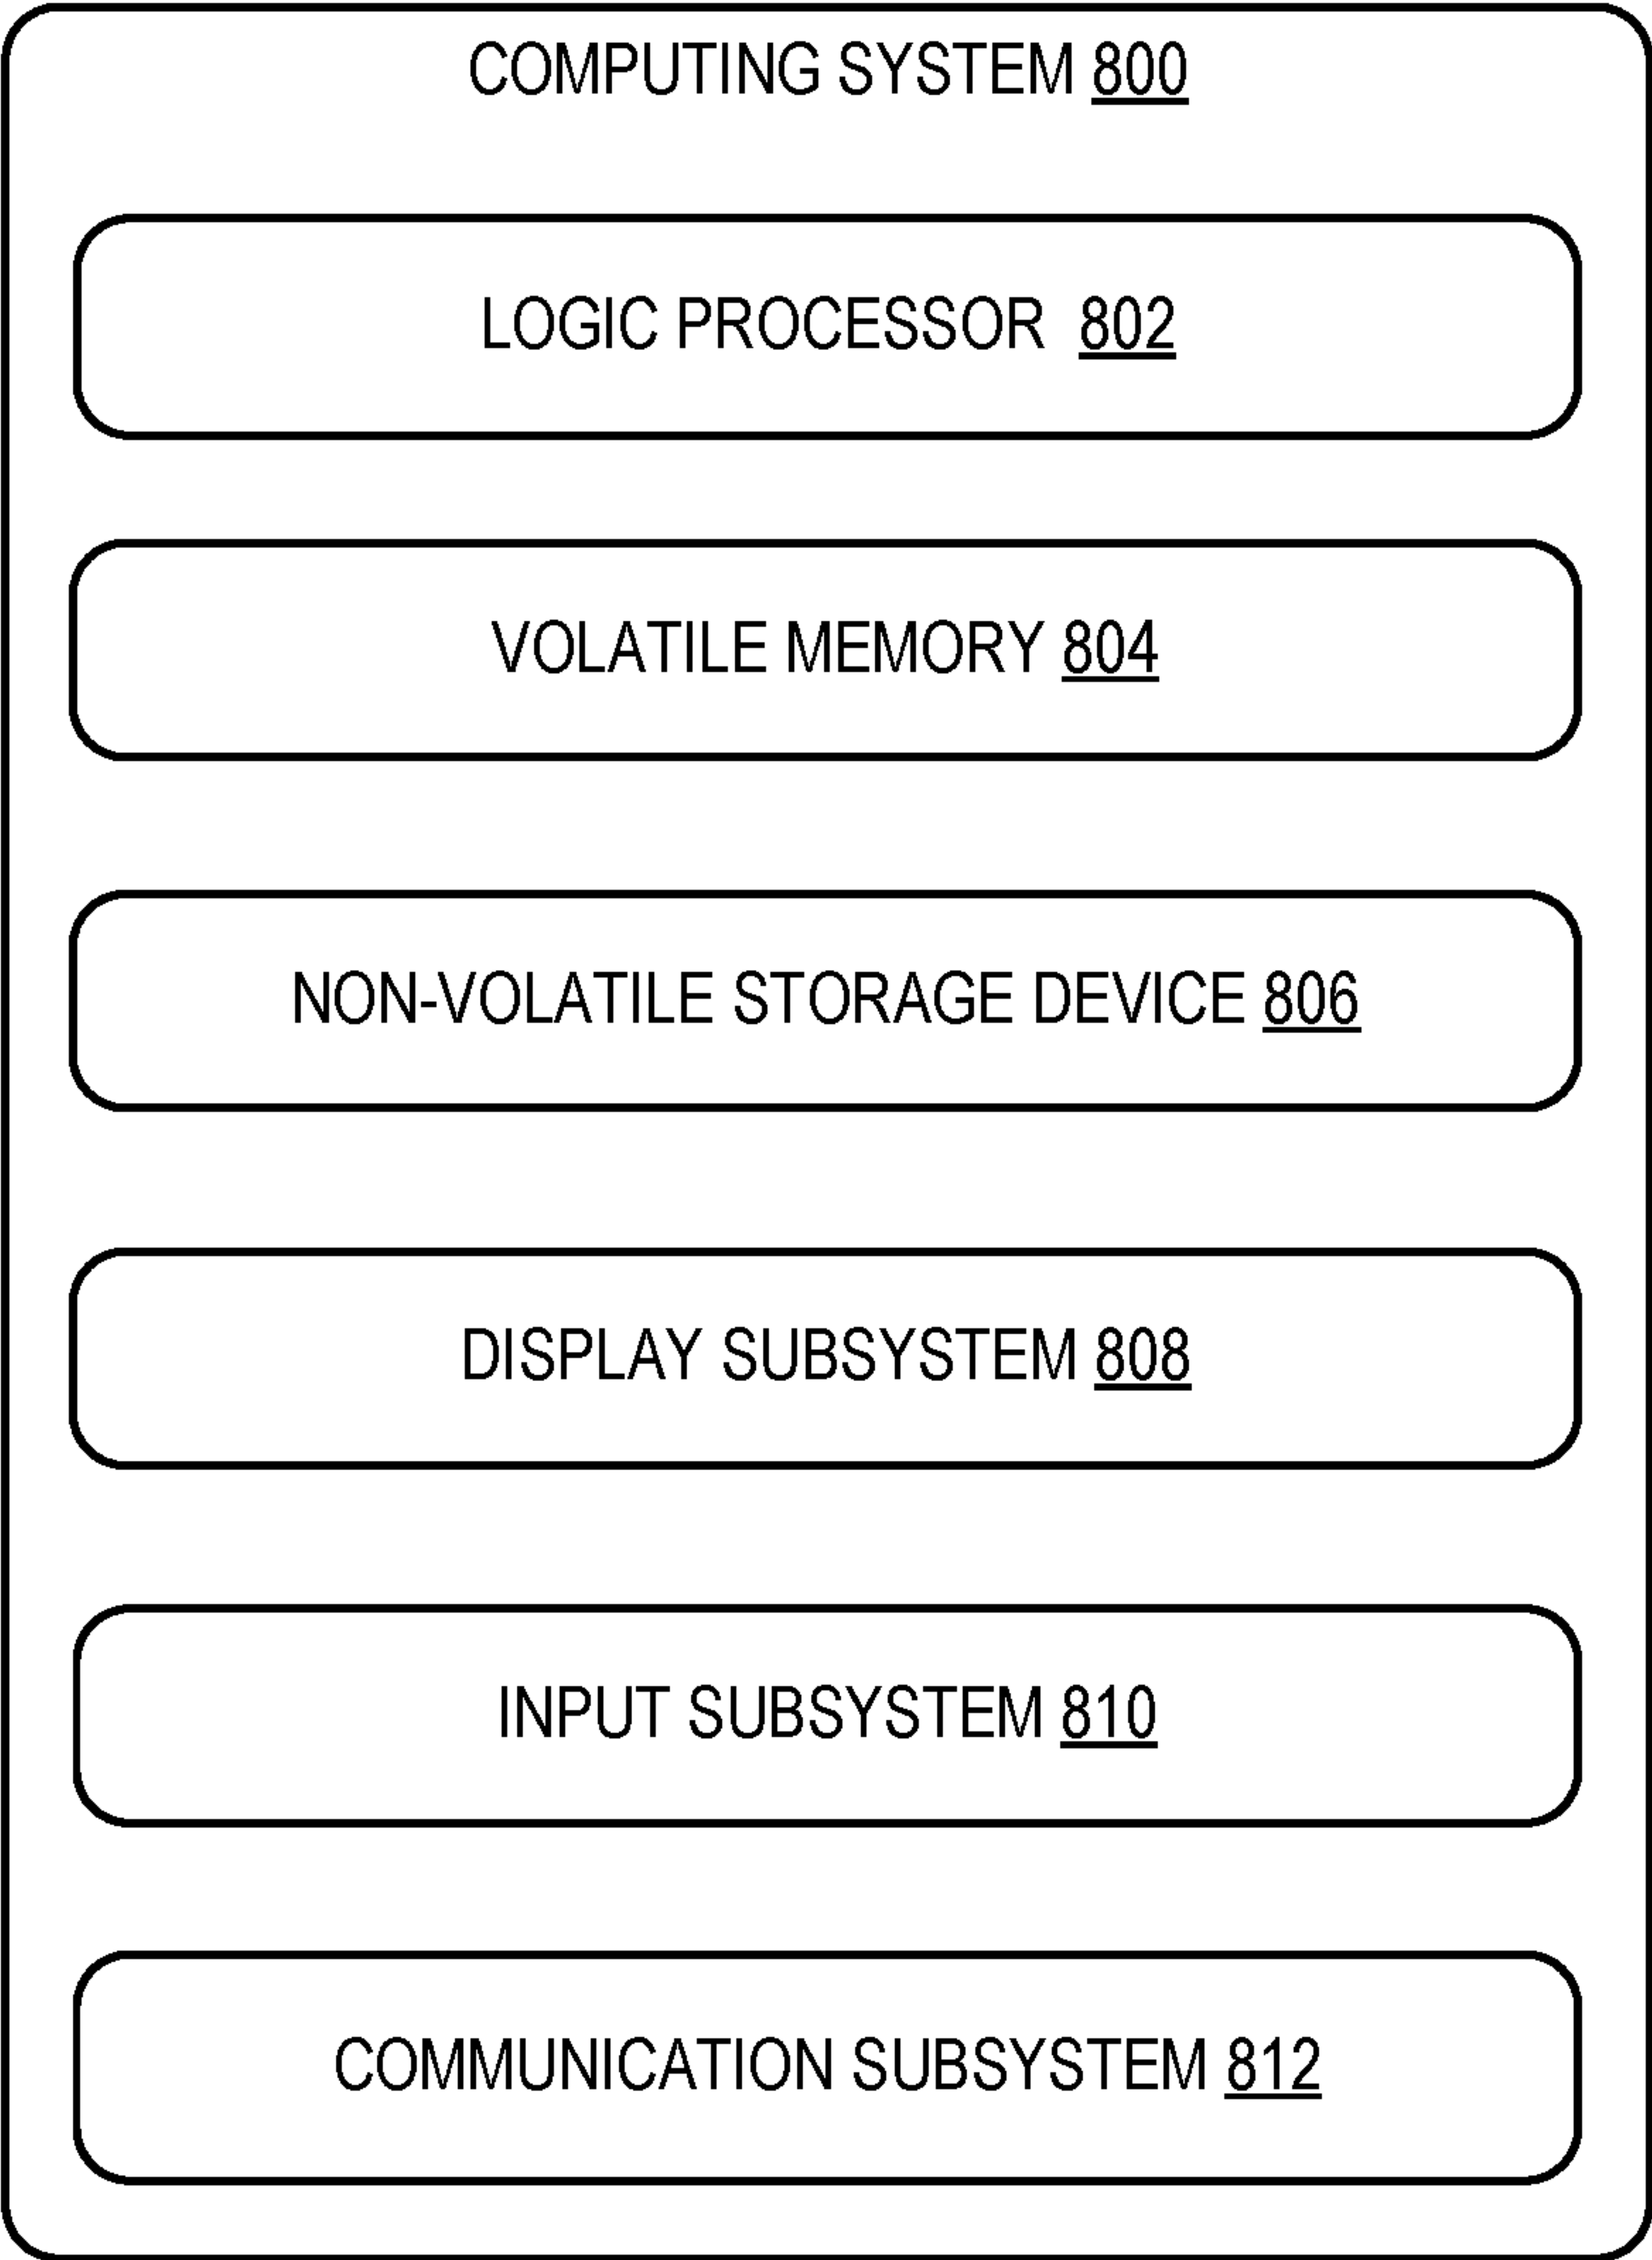 COMPUTING SYSTEM 800
LOGIC PROCESSOR 802
VOLATILE MEMORY 804
NON-VOLATILE STORAGE DEVICE 806
DISPLAY SUBSYSTEM 808
INPUT SUBSYSTEM 810
COMMUNICATION SUBSYSTEM 812